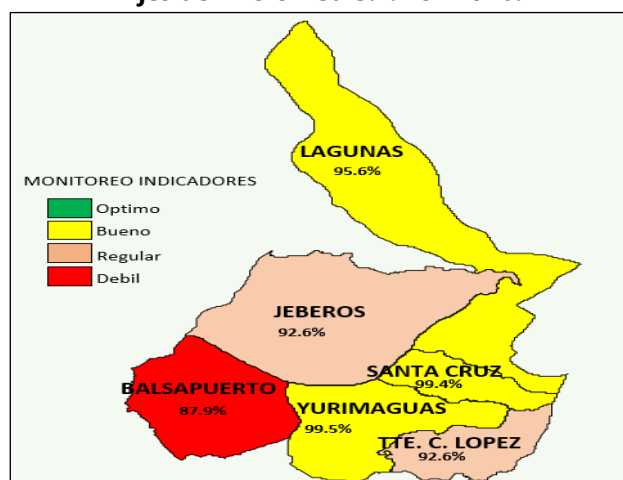 LAGUNAS
95.6%
MONITOREO INDICADORES
Optimo
Bueno
Regular
Debil
JEBEROS
92.6%
SANTA CRUZ
99.4%
BALSAPUERTO
87.9%
YURIMAGUAS
99.5%
TTE. C. LOPEZ
92.6%